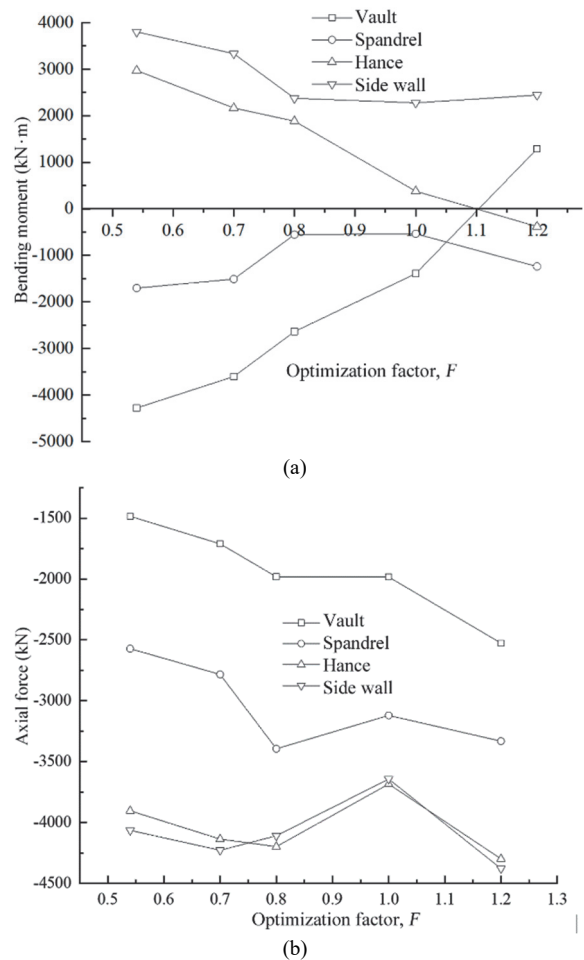 4000
3000
2000
1000
0
-1000
-2000
-3000
-4000
-5000
Bending moment (kN·m)
Vault
Spandrel
Hance
Side wall
0.5 0.6 0.7 0.8 0.9 1.0 1.1 1.2
Optimization factor, F
(a)
-1500
-2000
-2500
-3000
-3500
-4000
-4500
Axial force (kN)
Vault
Spandrel
Hance
Side wall
0.5 0.6 0.7 0.8 0.9 1.0 1.1 1.2 1.3
Optimization factor, F
(b)